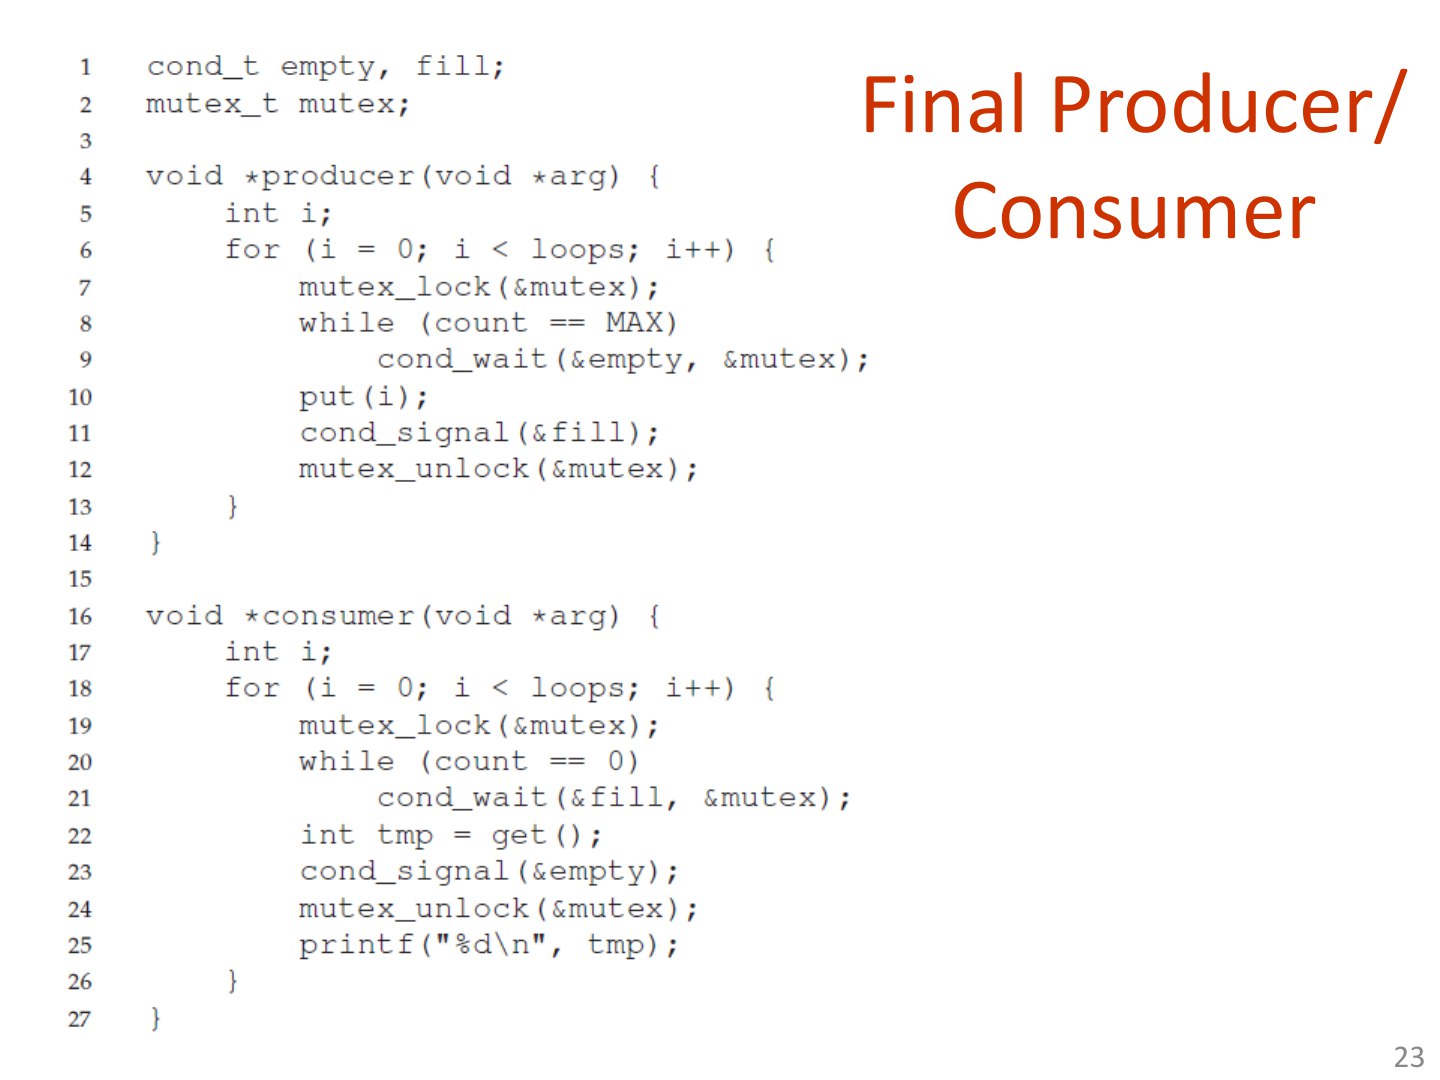 Final Producer/
Consumer
1 cond_t empty, fill;
2 mutex_t mutex;
3
4 void *producer(void *arg) {
5     int i;
6     for (i = 0; i < loops; i++) {
7         mutex_lock(&mutex);
8         while (count == MAX)
9             cond_wait(&empty, &mutex);
10         put(i);
11         cond_signal(&fill);
12         mutex_unlock(&mutex);
13     }
14 }
15
16 void *consumer(void *arg) {
17     int i;
18     for (i = 0; i < loops; i++) {
19         mutex_lock(&mutex);
20         while (count == 0)
21             cond_wait(&fill, &mutex);
22         int tmp = get();
23         cond_signal(&empty);
24         mutex_unlock(&mutex);
25         printf("%d\n", tmp);
26     }
27 }
23